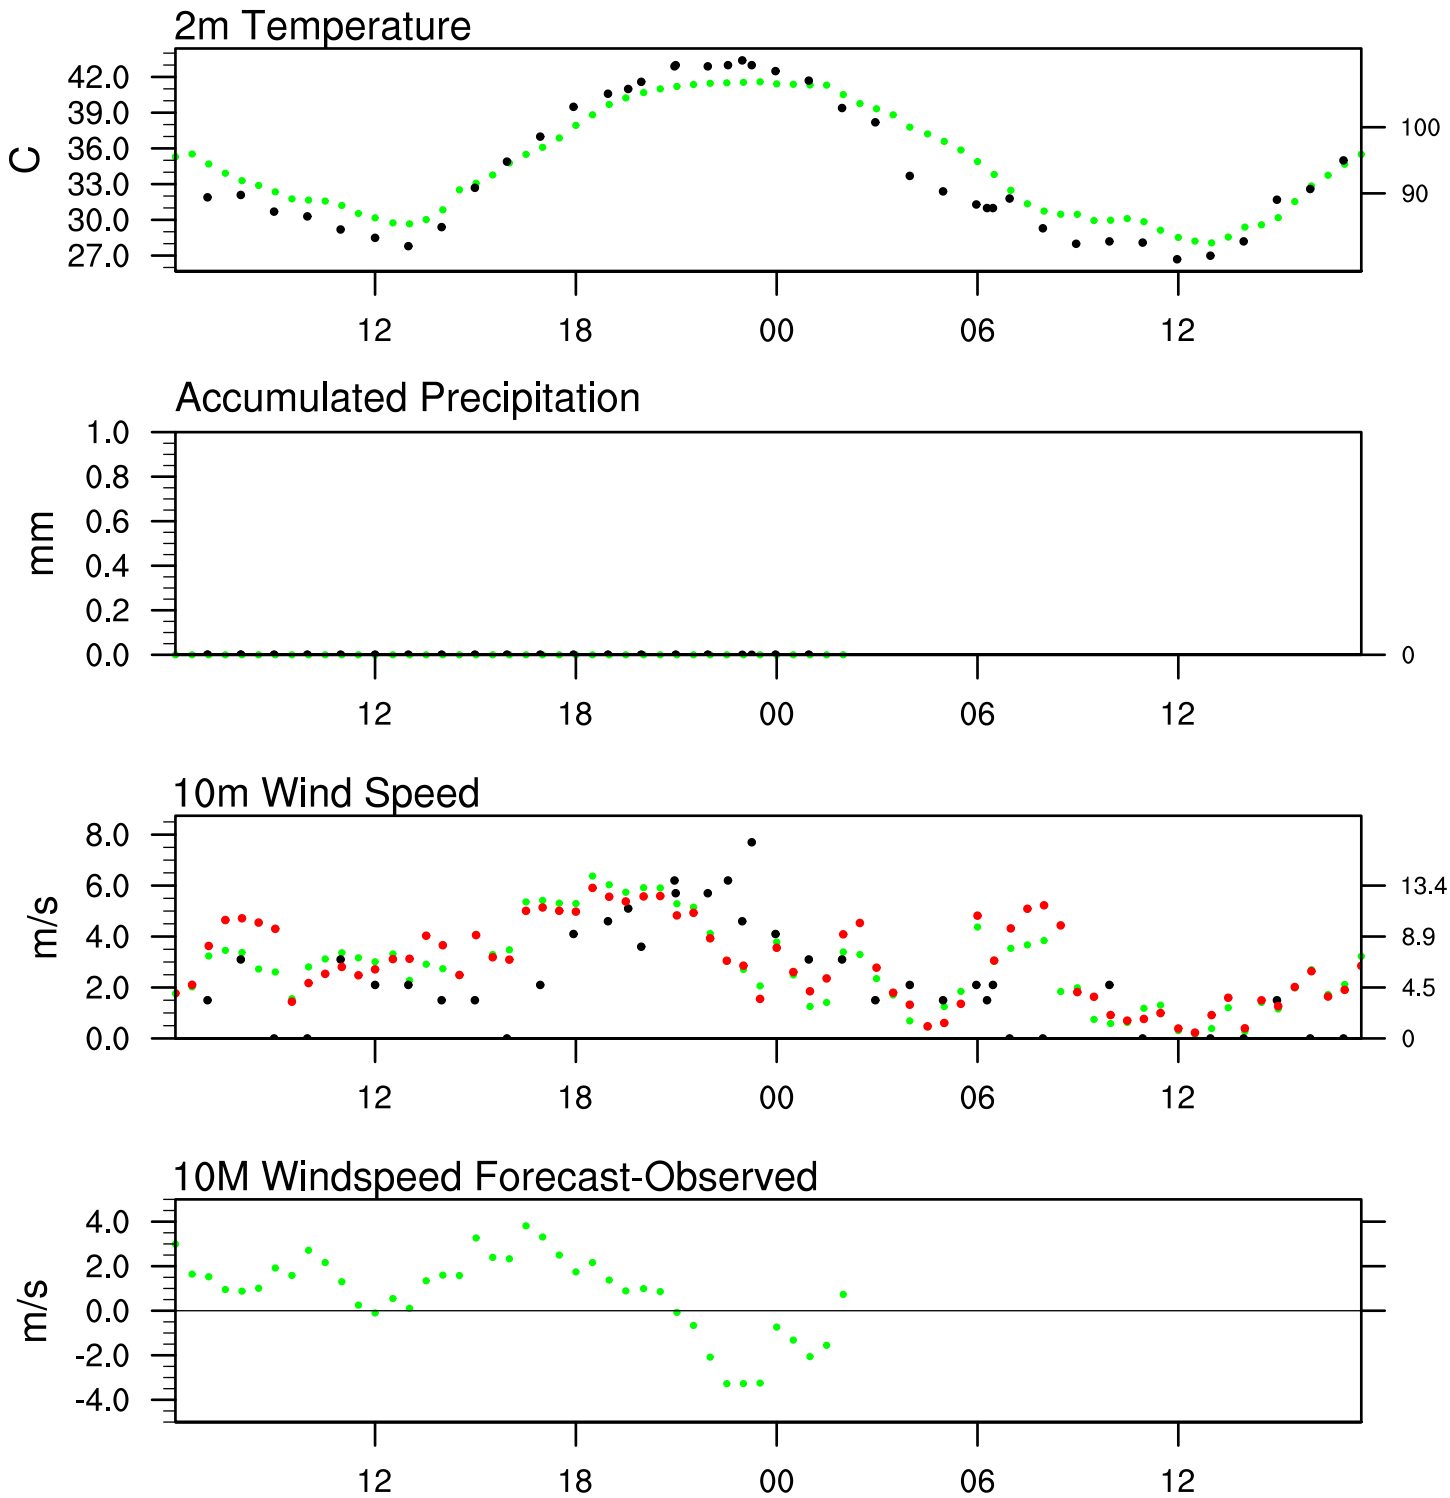 2m Temperature
42.0
39.0
36.0
33.0
30.0
27.0
C
100
90
12 18 00 06 12
Accumulated Precipitation
1.0
0.8
0.6
0.4
0.2
0.0
mm
0
12 18 00 06 12
10m Wind Speed
8.0
6.0
4.0
2.0
0.0
m/s
13.4
8.9
4.5
0
12 18 00 06 12
10M Windspeed Forecast-Observed
4.0
2.0
0.0
-2.0
-4.0
m/s
12 18 00 06 12